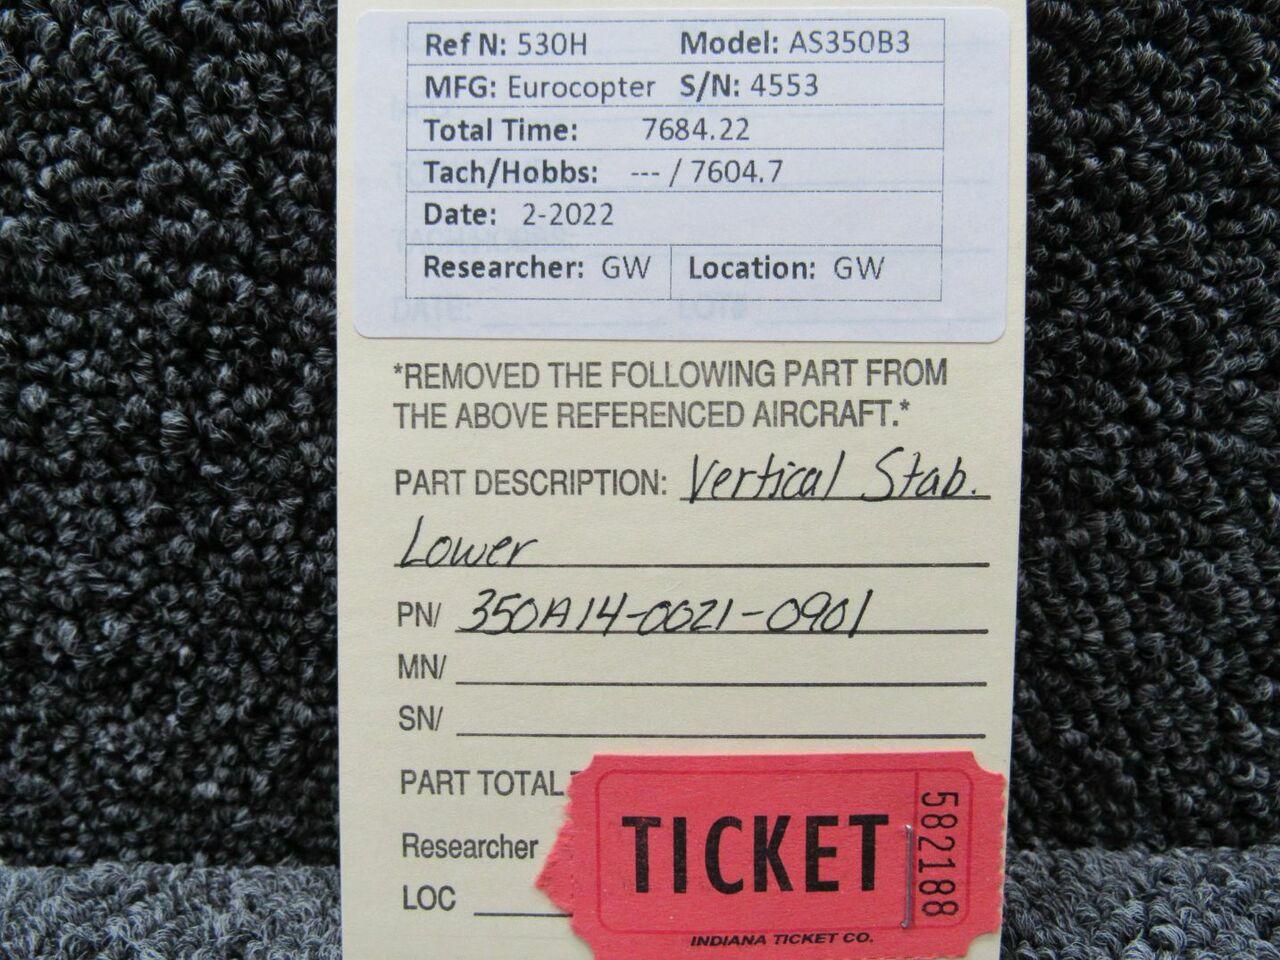 Ref N: 530H Model: AS350B3
MFG: Eurocopter S/N: 4553
Total Time: 7684.22
Tach/Hobbs: --- / 7604.7
Date: 2-2022
Researcher: GW Location: GW
DATE: LOT#
*REMOVED THE FOLLOWING PART FROM
THE ABOVE REFERENCED AIRCRAFT.*
PART DESCRIPTION: Vertical Stab.
Lower
PN/ 350A14-0021-0901
MN/
SN/
PART TOTAL
Researcher
LOC
TICKET
582188
INDIANA TICKET CO.